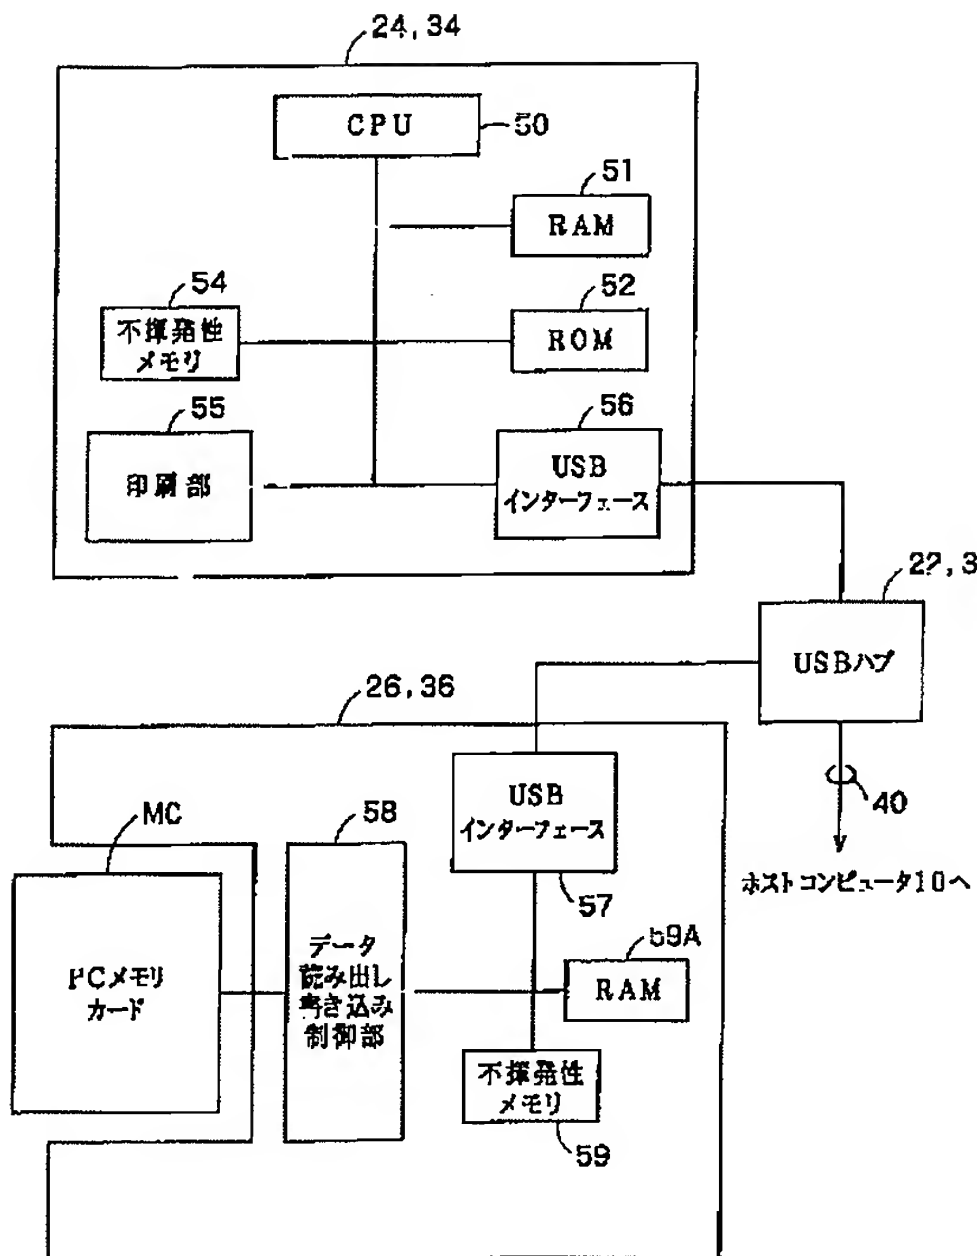 24,34
CPU
50
51
RAM
54
52
不揮発性
メモリ
ROM
55
56
印刷部
USB
インターフェース
22,3
USBハブ
26,36
40
ホストコンピュータ10へ
MC
58
USB
インターフェース
57
PCメモリ
カード
データ
読み出し
書き込み
制御部
59A
RAM
不揮発性
メモリ
59